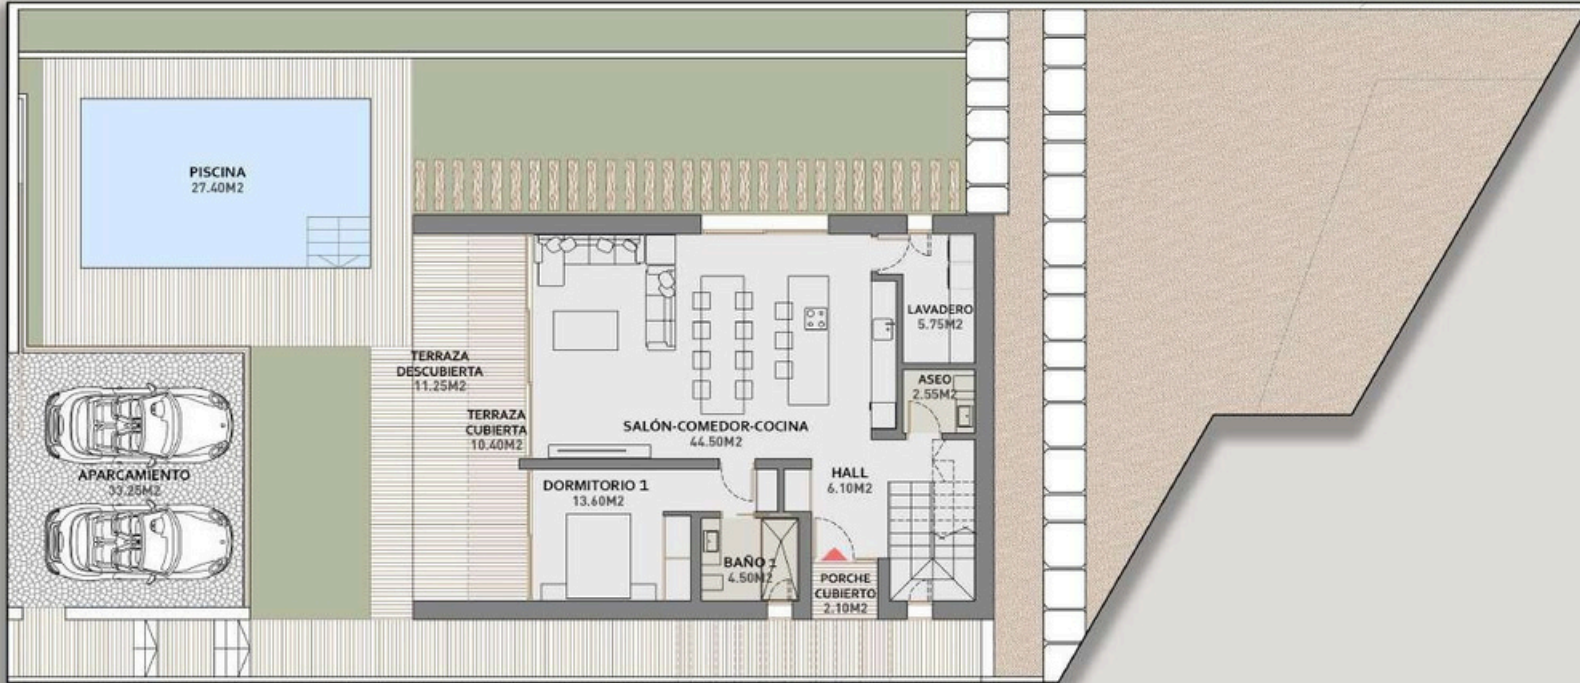 PISCINA
27.40M2
LAVADERO
5.75M2
TERRAZA
DESCUBIERTA
11.25M2
ASEO
2.55M2
TERRAZA
CUBIERTA
10.40M2
SALÓN-COMEDOR-COCINA
44.50M2
APARCAMIENTO
33.25M2
DORMITORIO 1
13.60M2
HALL
6.10M2
BAÑO 1
4.50M2
PORCHE
CUBIERTO
2.10M2